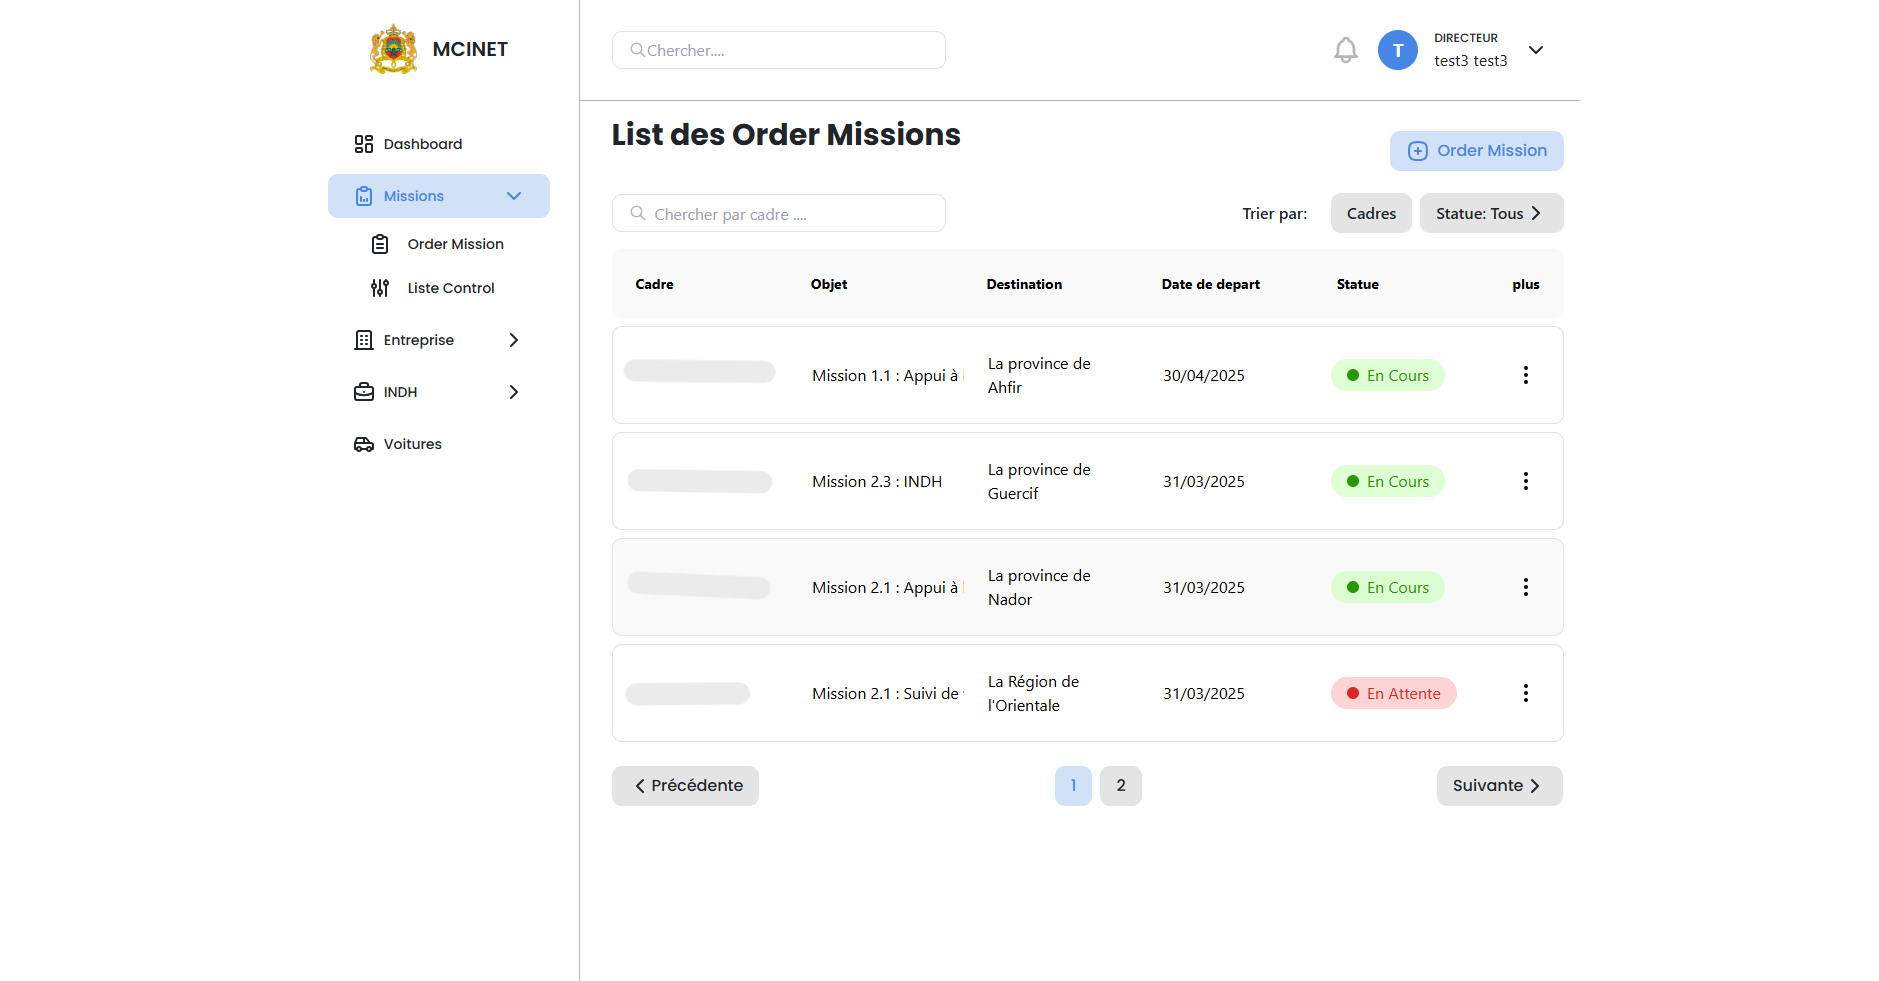 MCINET
Chercher....
T
DIRECTEUR
test3 test3
Dashboard
Missions
Order Mission
Liste Control
Entreprise
INDH
Voitures
List des Order Missions
Order Mission
Chercher par cadre ....
Trier par:
Cadres
Statue: Tous
Cadre Objet Destination Date de depart Statue plus
Mission 1.1 : Appui à
La province de
Ahfir
30/04/2025
En Cours
Mission 2.3 : INDH
La province de
Guercif
31/03/2025
En Cours
Mission 2.1 : Appui à
La province de
Nador
31/03/2025
En Cours
Mission 2.1 : Suivi de
La Région de
l'Orientale
31/03/2025
En Attente
Précédente
1
2
Suivante